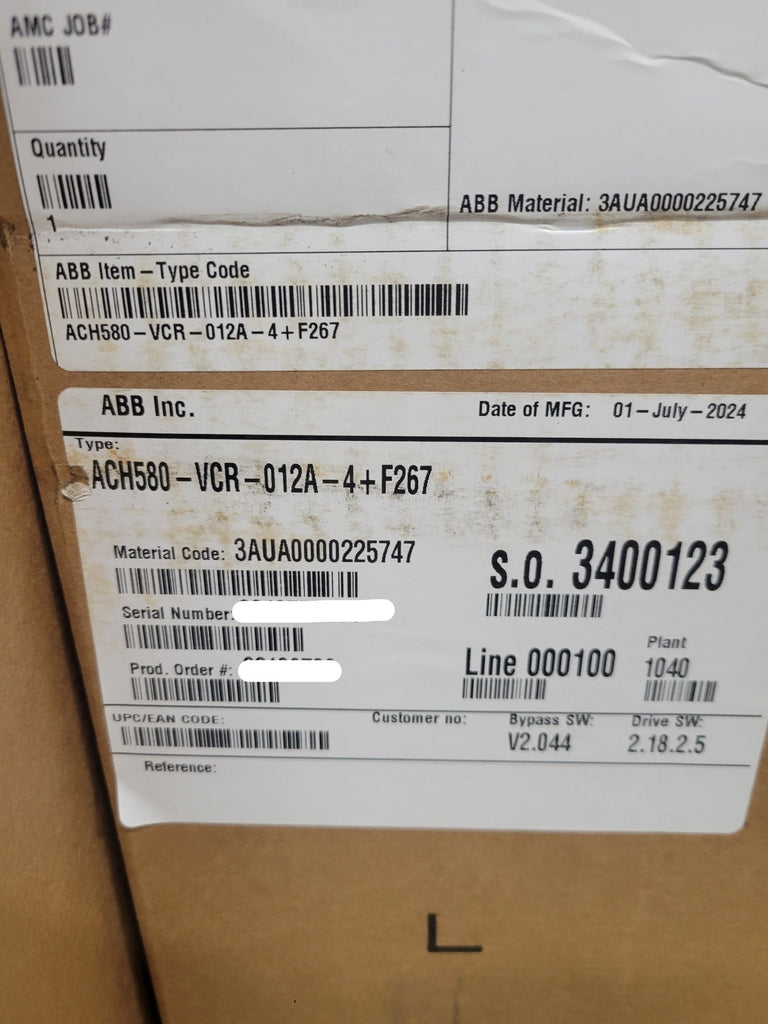 AMC JOB#
Quantity
1
ABB Material: 3AUA0000225747
ABB Item-Type Code
ACH580-VCR-012A-4+F267
ABB Inc.
Date of MFG: 01-July-2024
Type:
ACH580-VCR-012A-4+F267
Material Code: 3AUA0000225747
S.O. 3400123
Serial Number:
Prod. Order #:
Line 000100
Plant
1040
UPC/EAN CODE:
Customer no:
Bypass SW:
V2.044
Drive SW:
2.18.2.5
Reference:
L